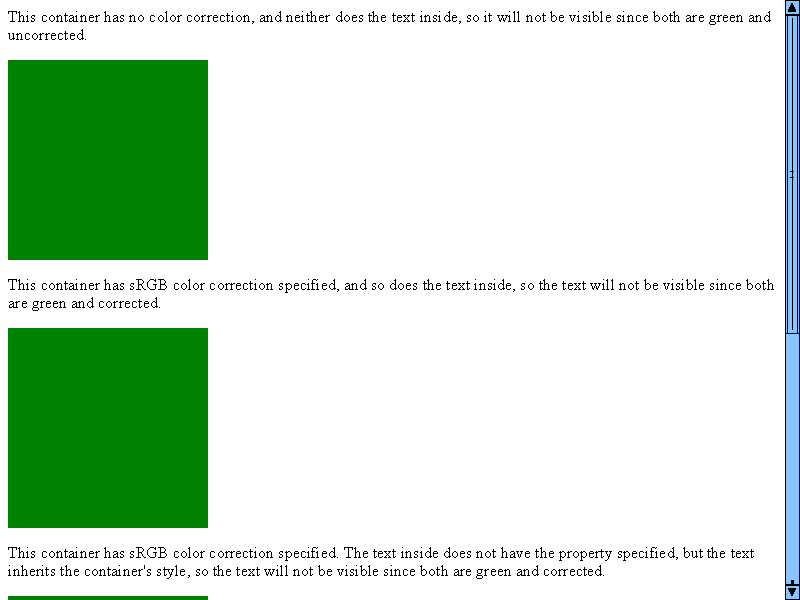 This container has no color correction, and neither does the text inside, so it will not be visible since both are green and
uncorrected.
This container has sRGB color correction specified, and so does the text inside, so the text will not be visible since both
are green and corrected.
This container has sRGB color correction specified. The text inside does not have the property specified, but the text
inherits the container's style, so the text will not be visible since both are green and corrected.